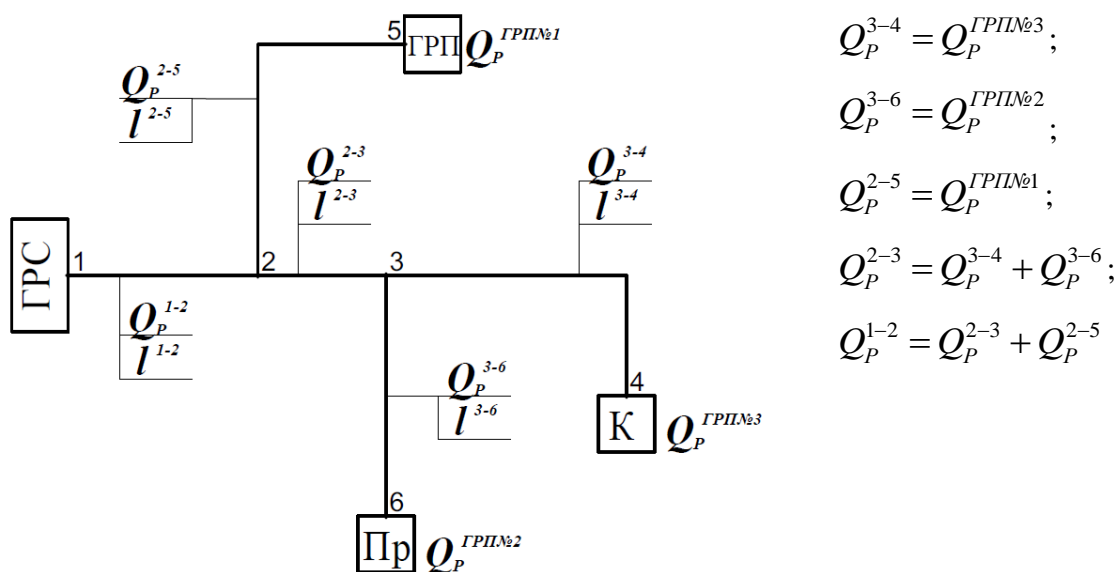 5 ГРП Q_P^{ГРП№1}
Q_P^{2-5}
l^{2-5}
Q_P^{2-3}
l^{2-3}
Q_P^{3-4}
l^{3-4}
ГРС
1
2
3
Q_P^{1-2}
l^{1-2}
Q_P^{3-6}
l^{3-6}
4
К Q_P^{ГРП№3}
6
Пр Q_P^{ГРП№2}
Q_P^{3-4} = Q_P^{ГРП№3};
Q_P^{3-6} = Q_P^{ГРП№2};
Q_P^{2-5} = Q_P^{ГРП№1};
Q_P^{2-3} = Q_P^{3-4} + Q_P^{3-6};
Q_P^{1-2} = Q_P^{2-3} + Q_P^{2-5}